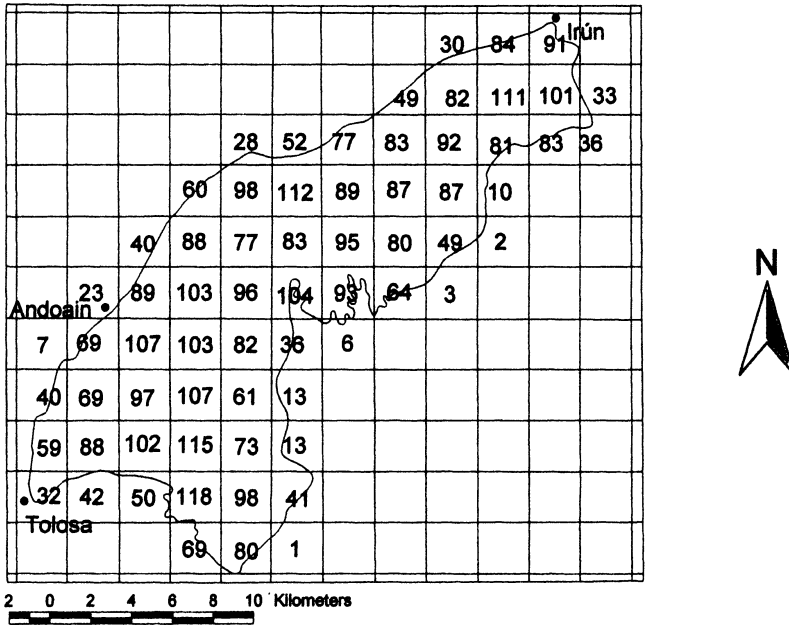 Irún
30 84 91
49 82 111 101 33
28 52 77 83 92 81 83 36
60 98 112 89 87 87 10
40 88 77 83 95 80 49 2
N
23 89 103 96 104 93 64 3
Andoain
7 69 107 103 82 36 6
40 69 97 107 61 13
59 88 102 115 73 13
32 42 50 118 98 41
Tolosa
69 80 1
2 0 2 4 6 8 10 Kilometers